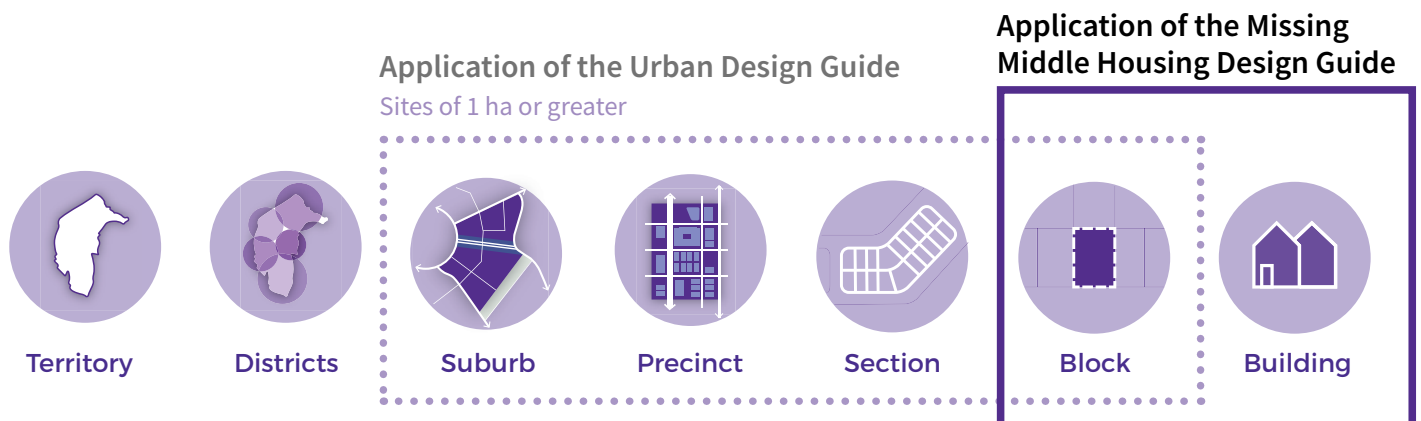 Application of the Urban Design Guide
Sites of 1 ha or greater
Application of the Missing
Middle Housing Design Guide
Territory
Districts
Suburb
Precinct
Section
Block
Building